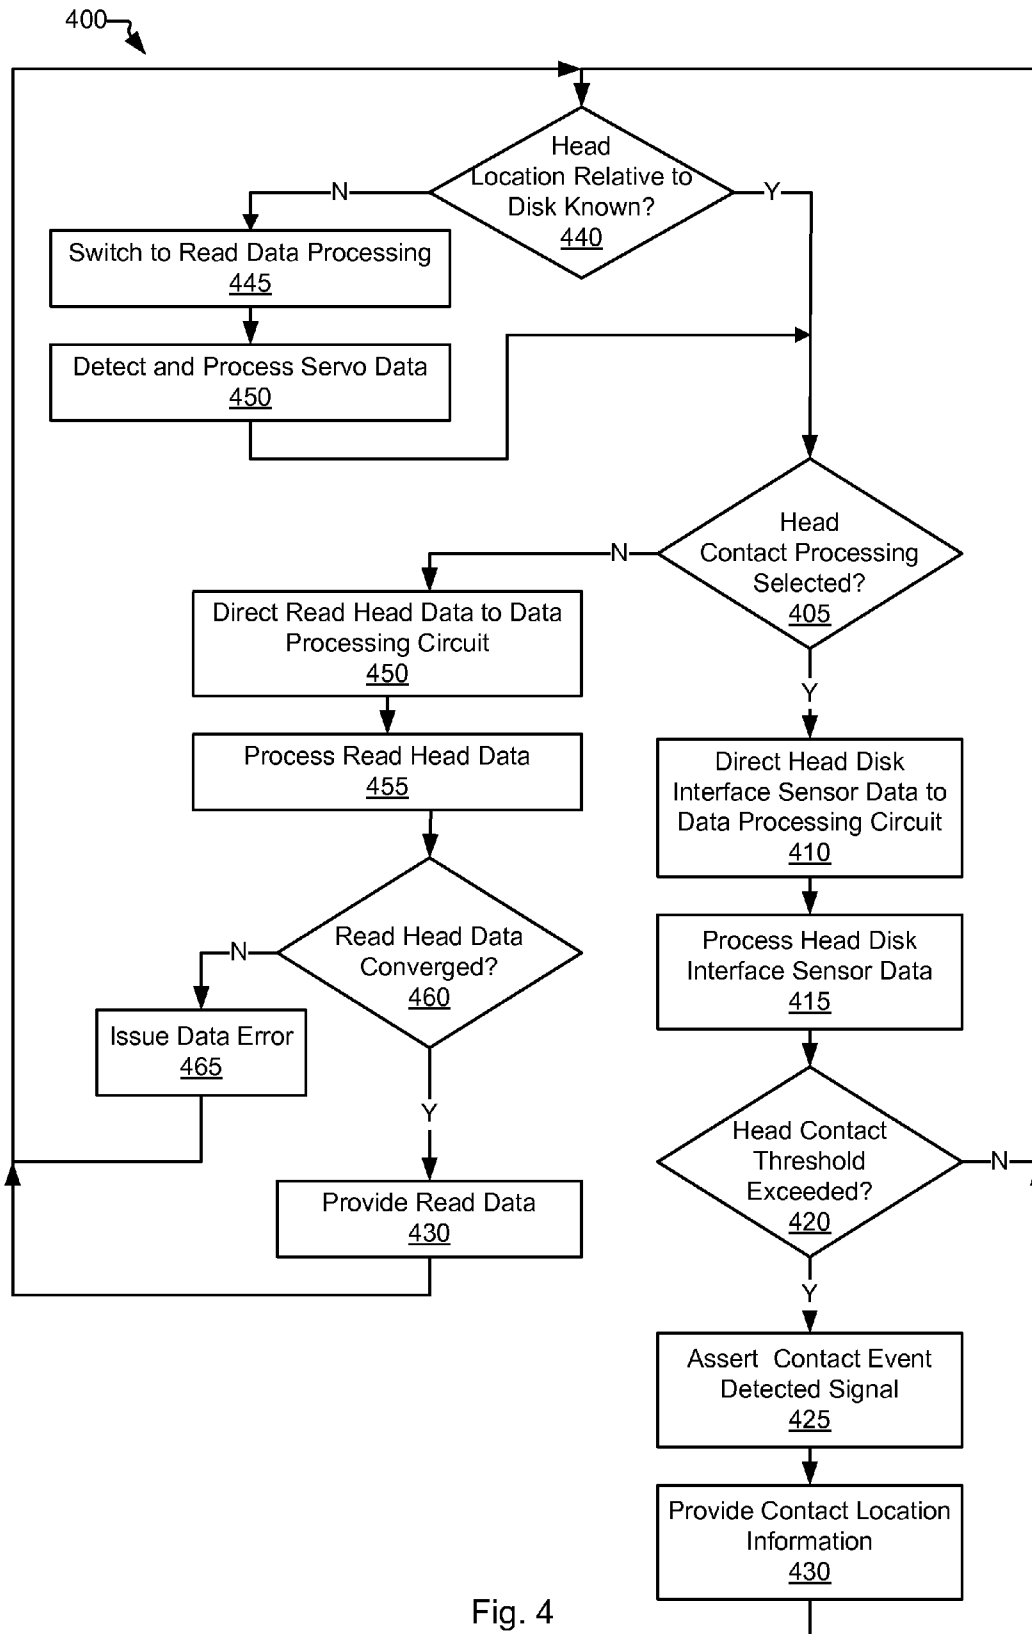 400
Head
Location Relative to
Disk Known?
440
N
Y
Switch to Read Data Processing
445
Detect and Process Servo Data
450
Head
Contact Processing
Selected?
405
N
Y
Direct Read Head Data to Data
Processing Circuit
450
Process Read Head Data
455
Direct Head Disk
Interface Sensor Data to
Data Processing Circuit
410
Read Head Data
Converged?
460
N
Y
Process Head Disk
Interface Sensor Data
415
Issue Data Error
465
Head Contact
Threshold
Exceeded?
420
N
Y
Provide Read Data
430
Assert Contact Event
Detected Signal
425
Provide Contact Location
Information
430
Fig. 4